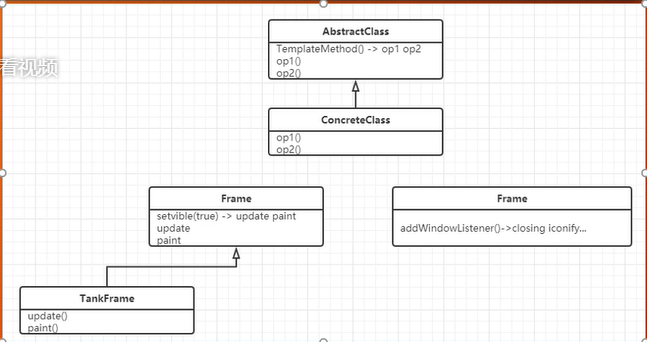 AbstractClass
TemplateMethod() -> op1 op2
op1()
op2()
看视频
ConcreteClass
op1()
op2()
Frame
setvible(true) -> update paint
update
paint
Frame
addWindowListener()->closing iconify...
TankFrame
update()
paint()